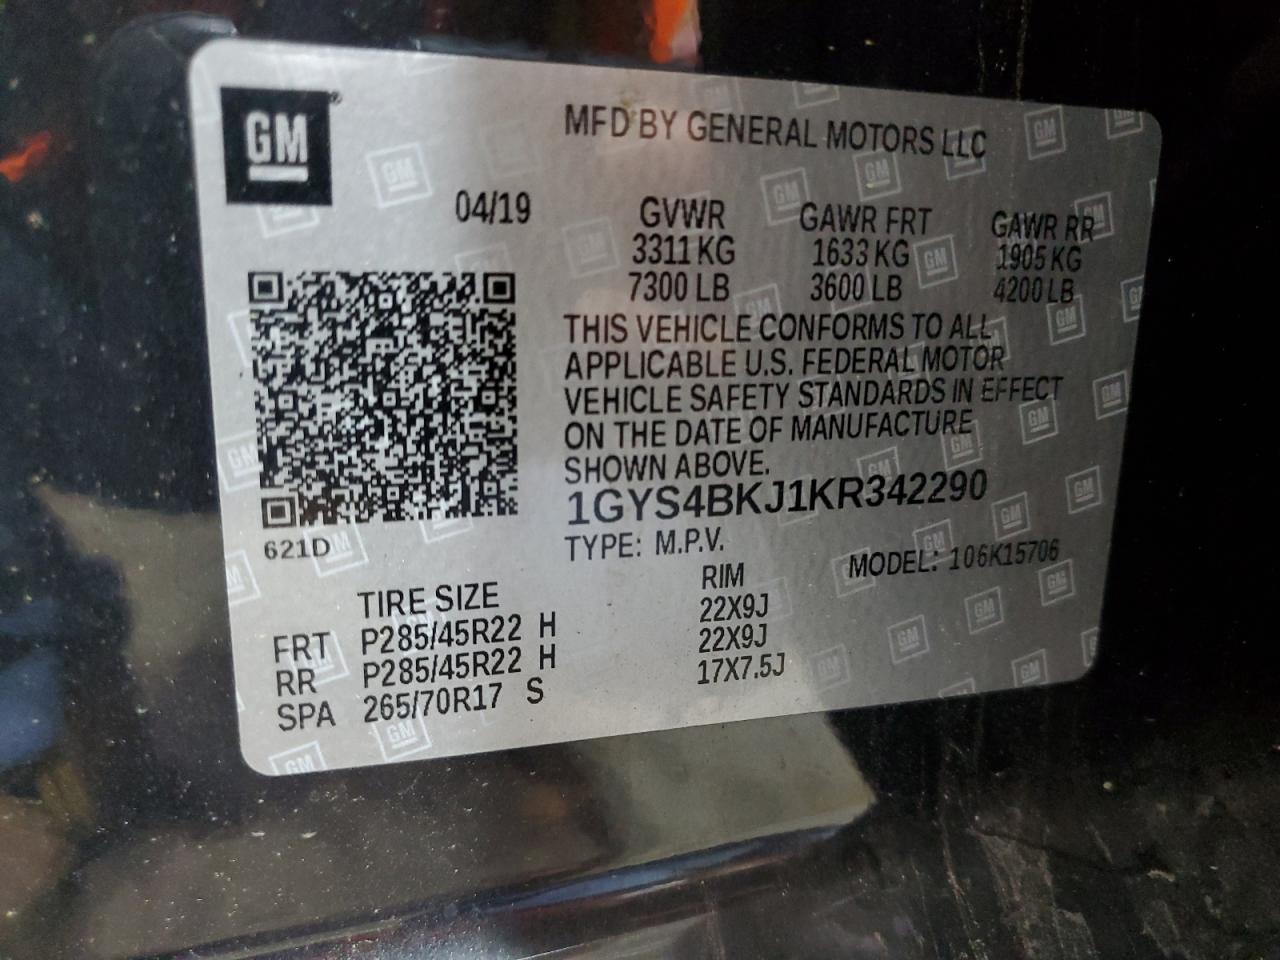 GM
MFD BY GENERAL MOTORS LLC
04/19
GVWR GAWR FRT GAWR RR
3311 KG 1633 KG 1905 KG
7300 LB 3600 LB 4200 LB
THIS VEHICLE CONFORMS TO ALL
APPLICABLE U.S. FEDERAL MOTOR
VEHICLE SAFETY STANDARDS IN EFFECT
ON THE DATE OF MANUFACTURE
SHOWN ABOVE.
1GYS4BKJ1KR342290
621D
TYPE: M.P.V. MODEL: 106K15706
TIRE SIZE RIM
FRT P285/45R22 H 22X9J
RR P285/45R22 H 22X9J
SPA 265/70R17 S 17X7.5J